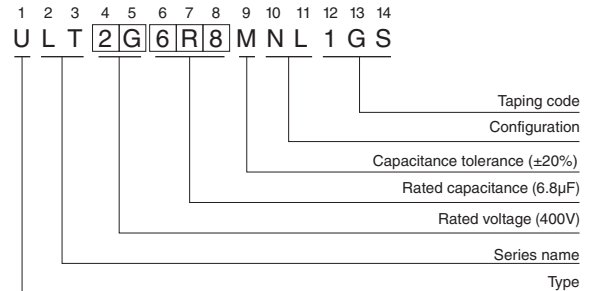 1 2 3 4 5 6 7 8 9 10 11 12 13 14
U L T 2 G 6 R 8 M N L 1 G S
Taping code
Configuration
Capacitance tolerance (±20%)
Rated capacitance (6.8µF)
Rated voltage (400V)
Series name
Type